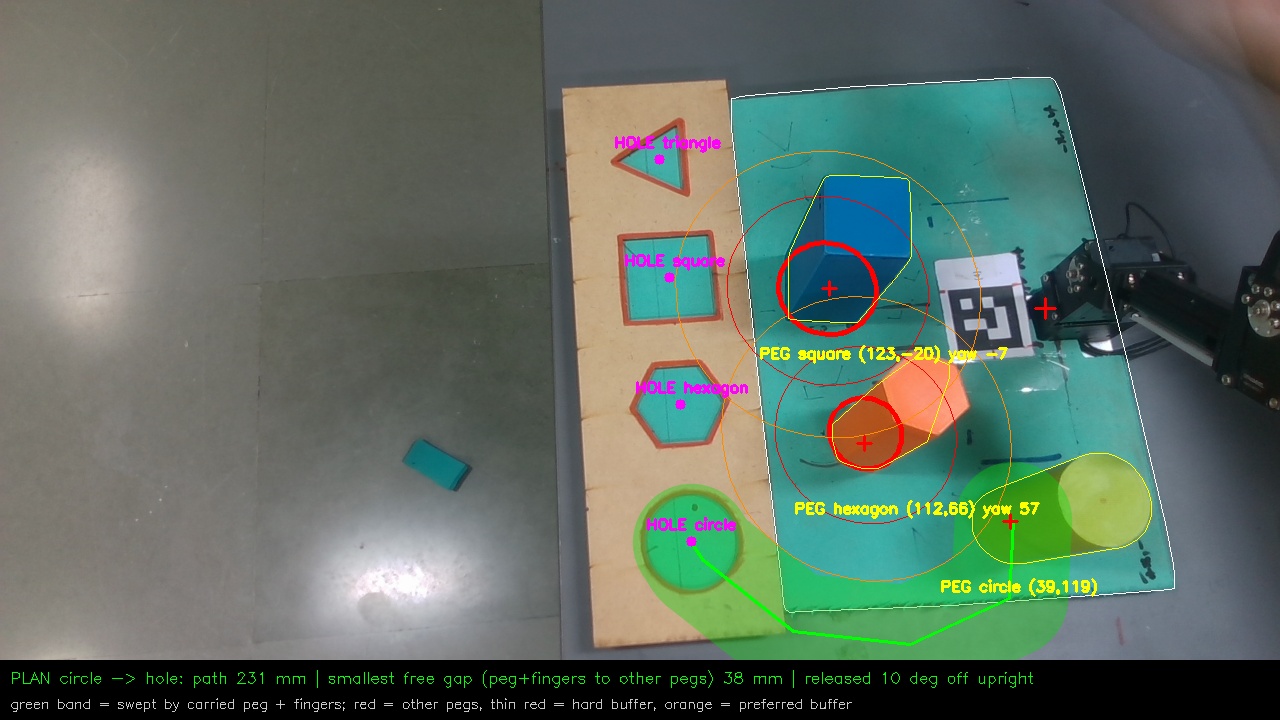 HOLE triangle
HOLE square
PEG square (123,-20) yaw -7
HOLE hexagon
PEG hexagon (112,66) yaw 57
HOLE circle
PEG circle (39,119)
PLAN circle -> hole: path 231 mm | smallest free gap (peg+fingers to other pegs) 38 mm | released 10 deg off upright
green band = swept by carried peg + fingers; red = other pegs, thin red = hard buffer, orange = preferred buffer